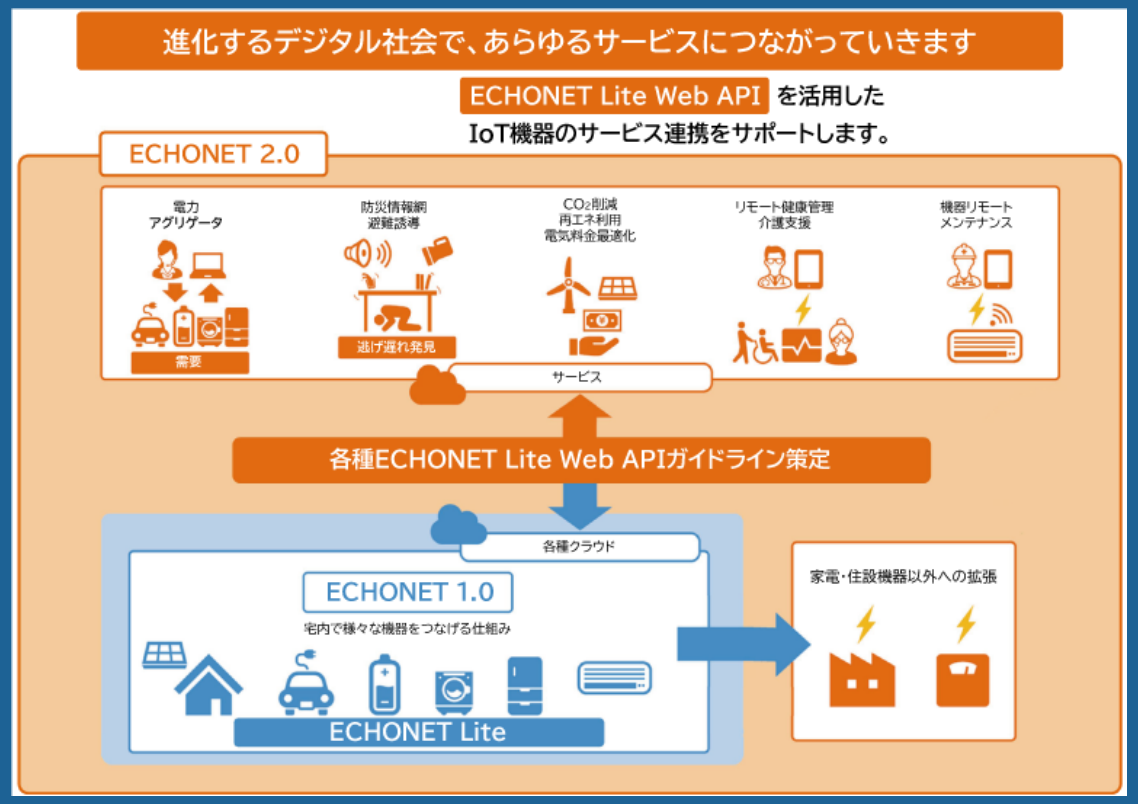 進化するデジタル社会で、あらゆるサービスにつながっていきます
ECHONET Lite Web API を活用した
IoT機器のサービス連携をサポートします。
ECHONET 2.0
電力
アグリゲータ
需要
防災情報網
避難誘導
逃げ遅れ発見
CO2削減
再エネ利用
電気料金最適化
リモート健康管理
介護支援
機器リモート
メンテナンス
サービス
各種ECHONET Lite Web APIガイドライン策定
各種クラウド
ECHONET 1.0
宅内で様々な機器をつなげる仕組み
ECHONET Lite
家電・住設機器以外への拡張